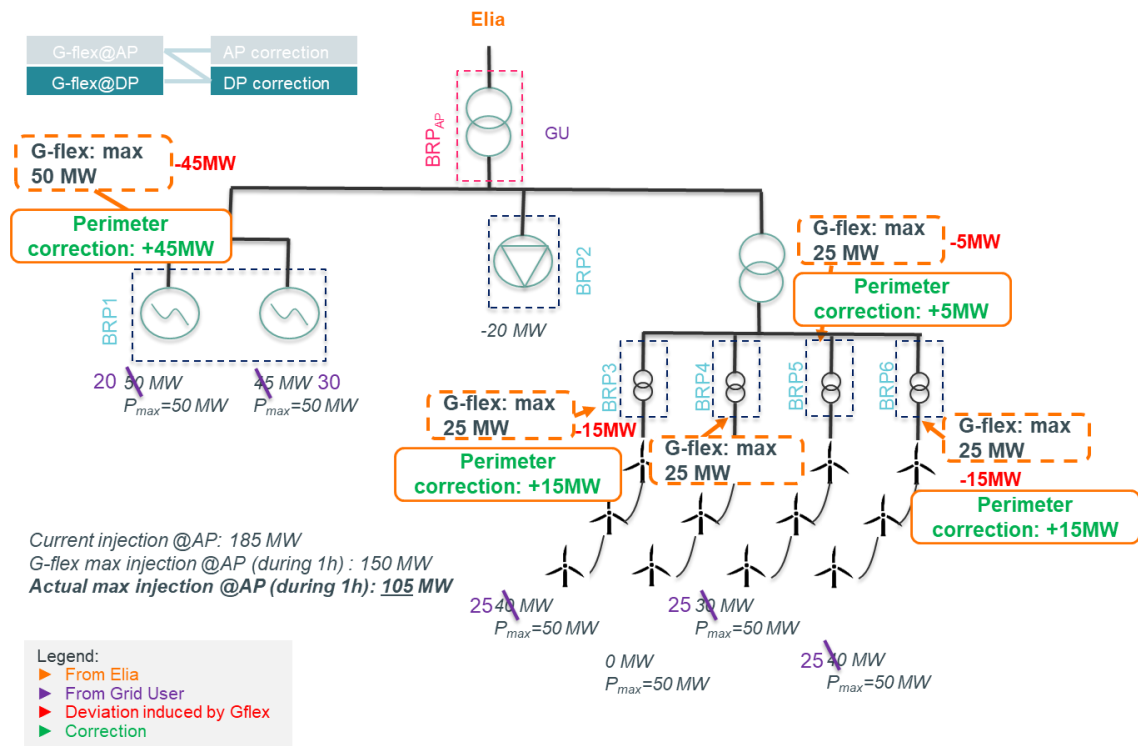 Elia
G-flex@AP
AP correction
G-flex@DP
DP correction
BRPAP
GU
G-flex: max
50 MW
-45MW
Perimeter
correction: +45MW
G-flex: max
25 MW
-5MW
Perimeter
correction: +5MW
BRP1
BRP2
-20 MW
20 50 MW
Pmax=50 MW
45 MW 30
Pmax=50 MW
BRP3
BRP4
BRP5
BRP6
G-flex: max
25 MW
-15MW
Perimeter
correction: +15MW
G-flex: max
25 MW
G-flex: max
25 MW
-15MW
Perimeter
correction: +15MW
Current injection @AP: 185 MW
G-flex max injection @AP (during 1h) : 150 MW
Actual max injection @AP (during 1h): 105 MW
25 40 MW
Pmax=50 MW
25 30 MW
Pmax=50 MW
0 MW
Pmax=50 MW
25 40 MW
Pmax=50 MW
Legend:
From Elia
From Grid User
Deviation induced by Gflex
Correction